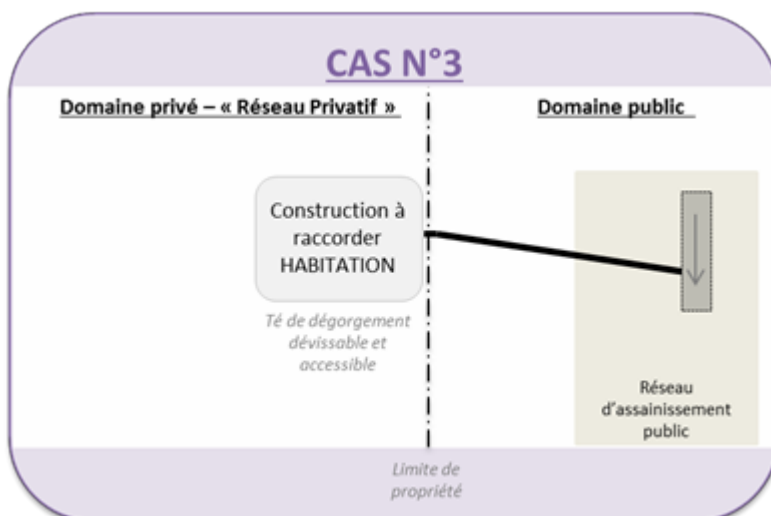 CAS N°3
Domaine privé – « Réseau Privatif »
Domaine public
Construction à
raccorder
HABITATION
Té de dégorgement
dévissable et
accessible
Réseau
d'assainissement
public
Limite de
propriété